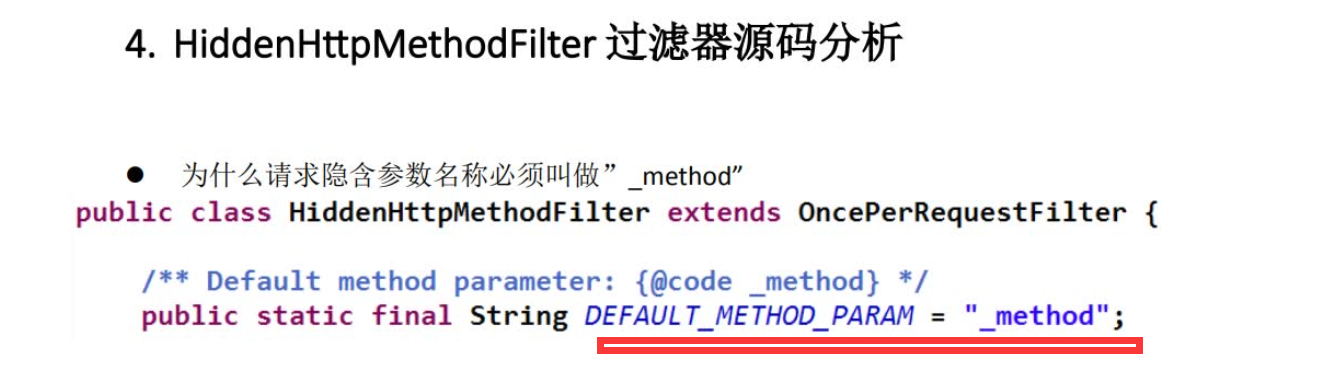 4. HiddenHttpMethodFilter 过滤器源码分析
● 为什么请求隐含参数名称必须叫做”_method”
public class HiddenHttpMethodFilter extends OncePerRequestFilter {
/** Default method parameter: {@code _method} */
public static final String DEFAULT_METHOD_PARAM = "_method";